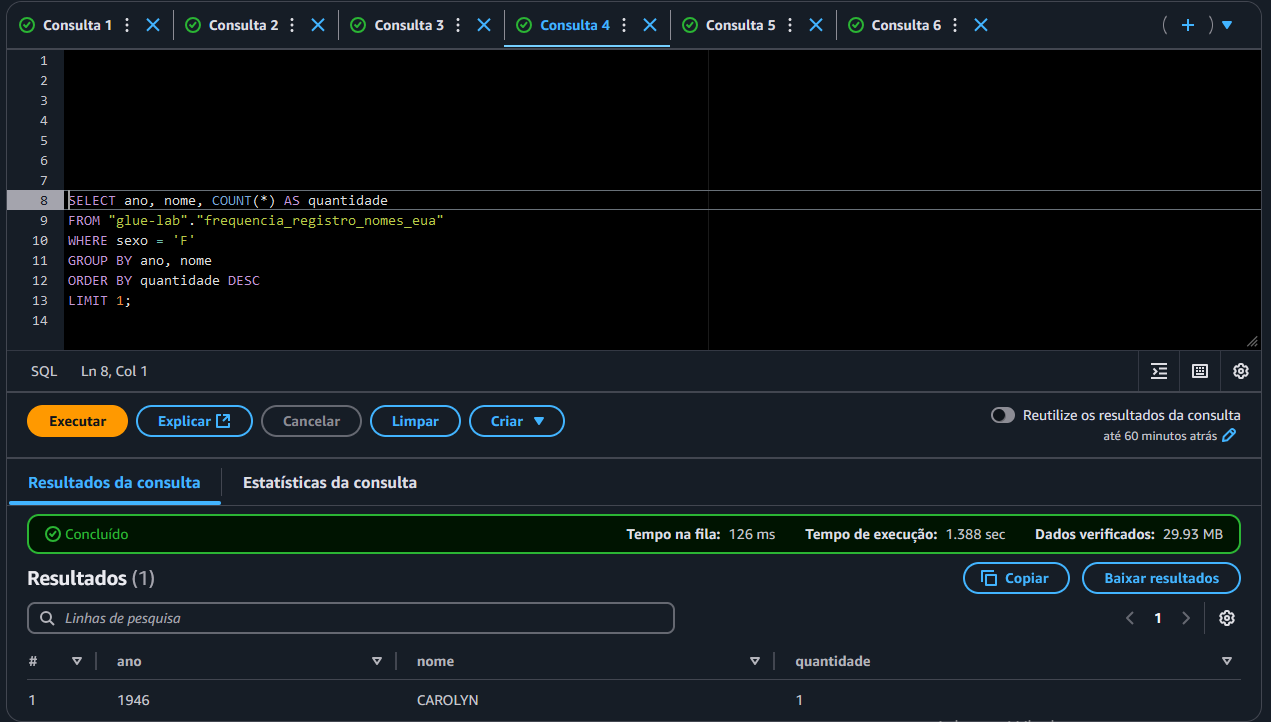 Consulta 1 Consulta 2 Consulta 3 Consulta 4 Consulta 5 Consulta 6
1
2
3
4
5
6
7
8 SELECT ano, nome, COUNT(*) AS quantidade
9 FROM "glue-lab"."frequencia_registro_nomes_eua"
10 WHERE sexo = 'F'
11 GROUP BY ano, nome
12 ORDER BY quantidade DESC
13 LIMIT 1;
14
SQL Ln 8, Col 1
Executar Explicar Cancelar Limpar Criar Reutilize os resultados da consulta
até 60 minutos atrás
Resultados da consulta Estatísticas da consulta
Concluído Tempo na fila: 126 ms Tempo de execução: 1.388 sec Dados verificados: 29.93 MB
Resultados (1) Copiar Baixar resultados
Linhas de pesquisa 1
# ano nome quantidade
1 1946 CAROLYN 1